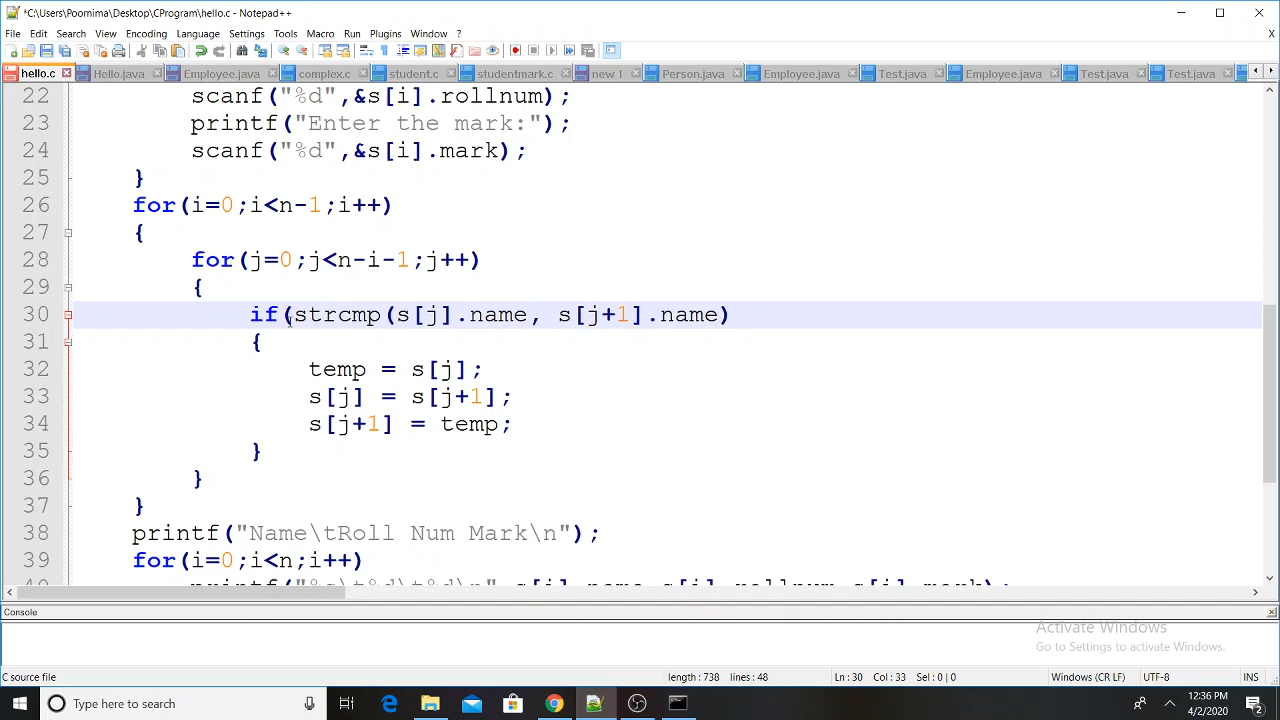 *C:\Users\Poornima\Desktop\CProgram\hello.c - Notepad++
File Edit Search View Encoding Language Settings Tools Macro Run Plugins Window ? X
hello.c Hello.java Employee.java complex.c student.c studentmark.c new 1 Person.java Employee.java Test.java Employee.java Test.java Test.java
22 scanf("%d",&s[i].rollnum);
23 printf("Enter the mark:");
24 scanf("%d",&s[i].mark);
25 }
26 for(i=0;i<n-1;i++)
27 {
28 for(j=0;j<n-i-1;j++)
29 {
30 if(strcmp(s[j].name, s[j+1].name)
31 {
32 temp = s[j];
33 s[j] = s[j+1];
34 s[j+1] = temp;
35 }
36 }
37 }
38 printf("Name\tRoll Num Mark\n");
39 for(i=0;i<n;i++)
40 printf("%s\t%d\t%d\n",s[i].name,s[i].rollnum,s[i].mark);
Console
Activate Windows
Go to Settings to activate Windows.
C source file length : 738 lines : 48 Ln : 30 Col : 33 Sel : 0 | 0 Windows (CR LF) UTF-8 INS
Type here to search
12:36 PM
4/2/2020
2